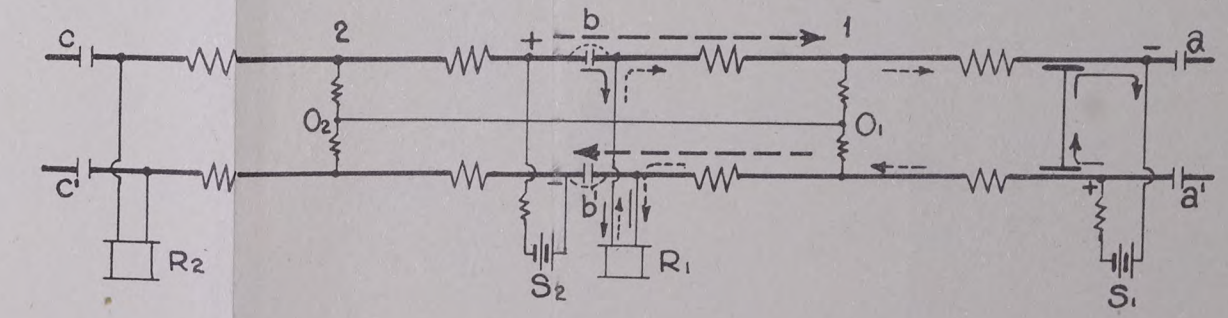 b
C 2 + 1 - a
O₂ O₁
C' - b + a'
R₂ S₂ R₁ S₁